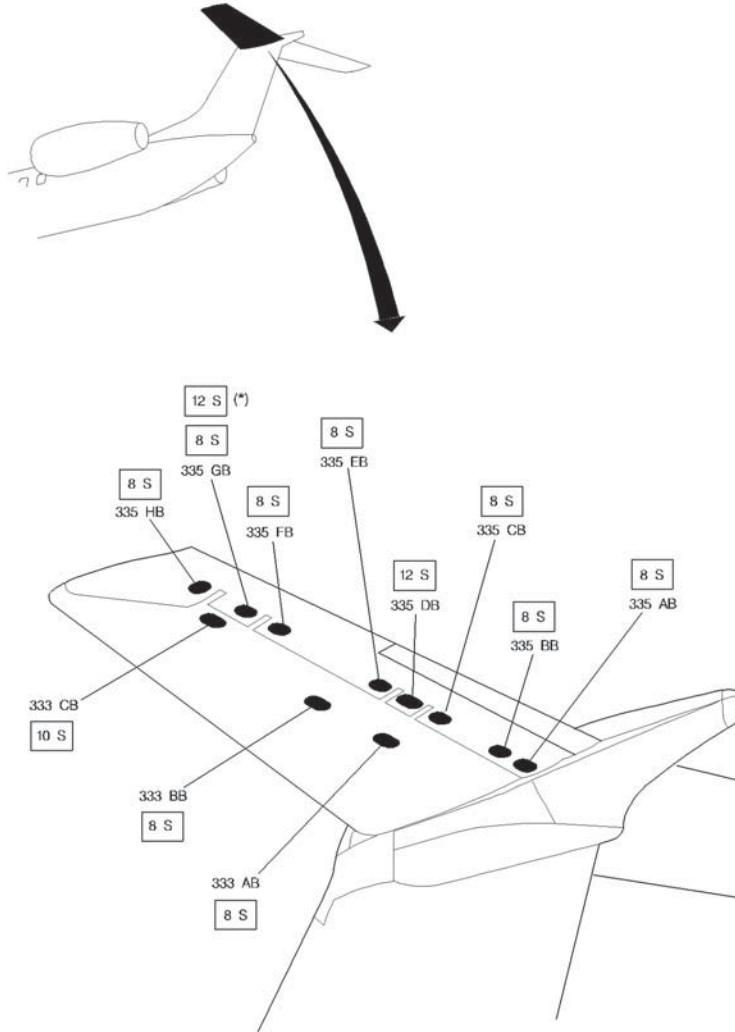 12 S (*)
8 S
335 GB
8 S
335 EB
8 S
335 HB
8 S
335 FB
8 S
335 CB
12 S
335 DB
8 S
335 AB
8 S
335 BB
333 CB
10 S
333 BB
8 S
333 AB
8 S